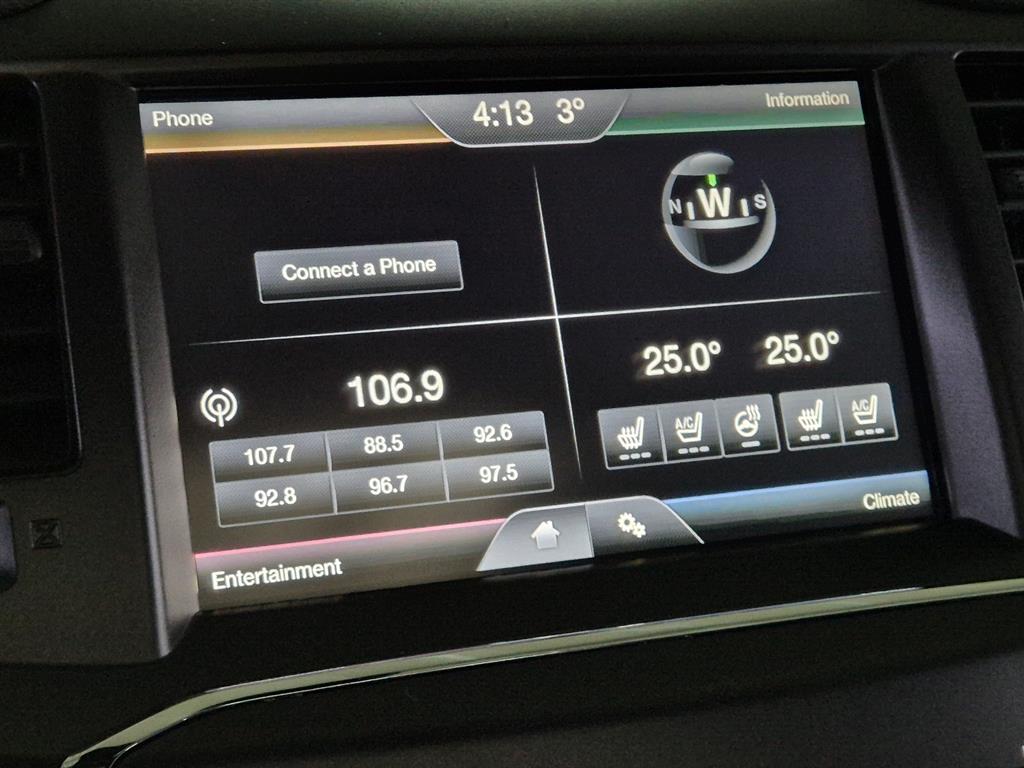 Phone
4:13 3°
Information
N W S
Connect a Phone
106.9
25.0° 25.0°
107.7 88.5 92.6
92.8 96.7 97.5
A/C A/C
Climate
Entertainment